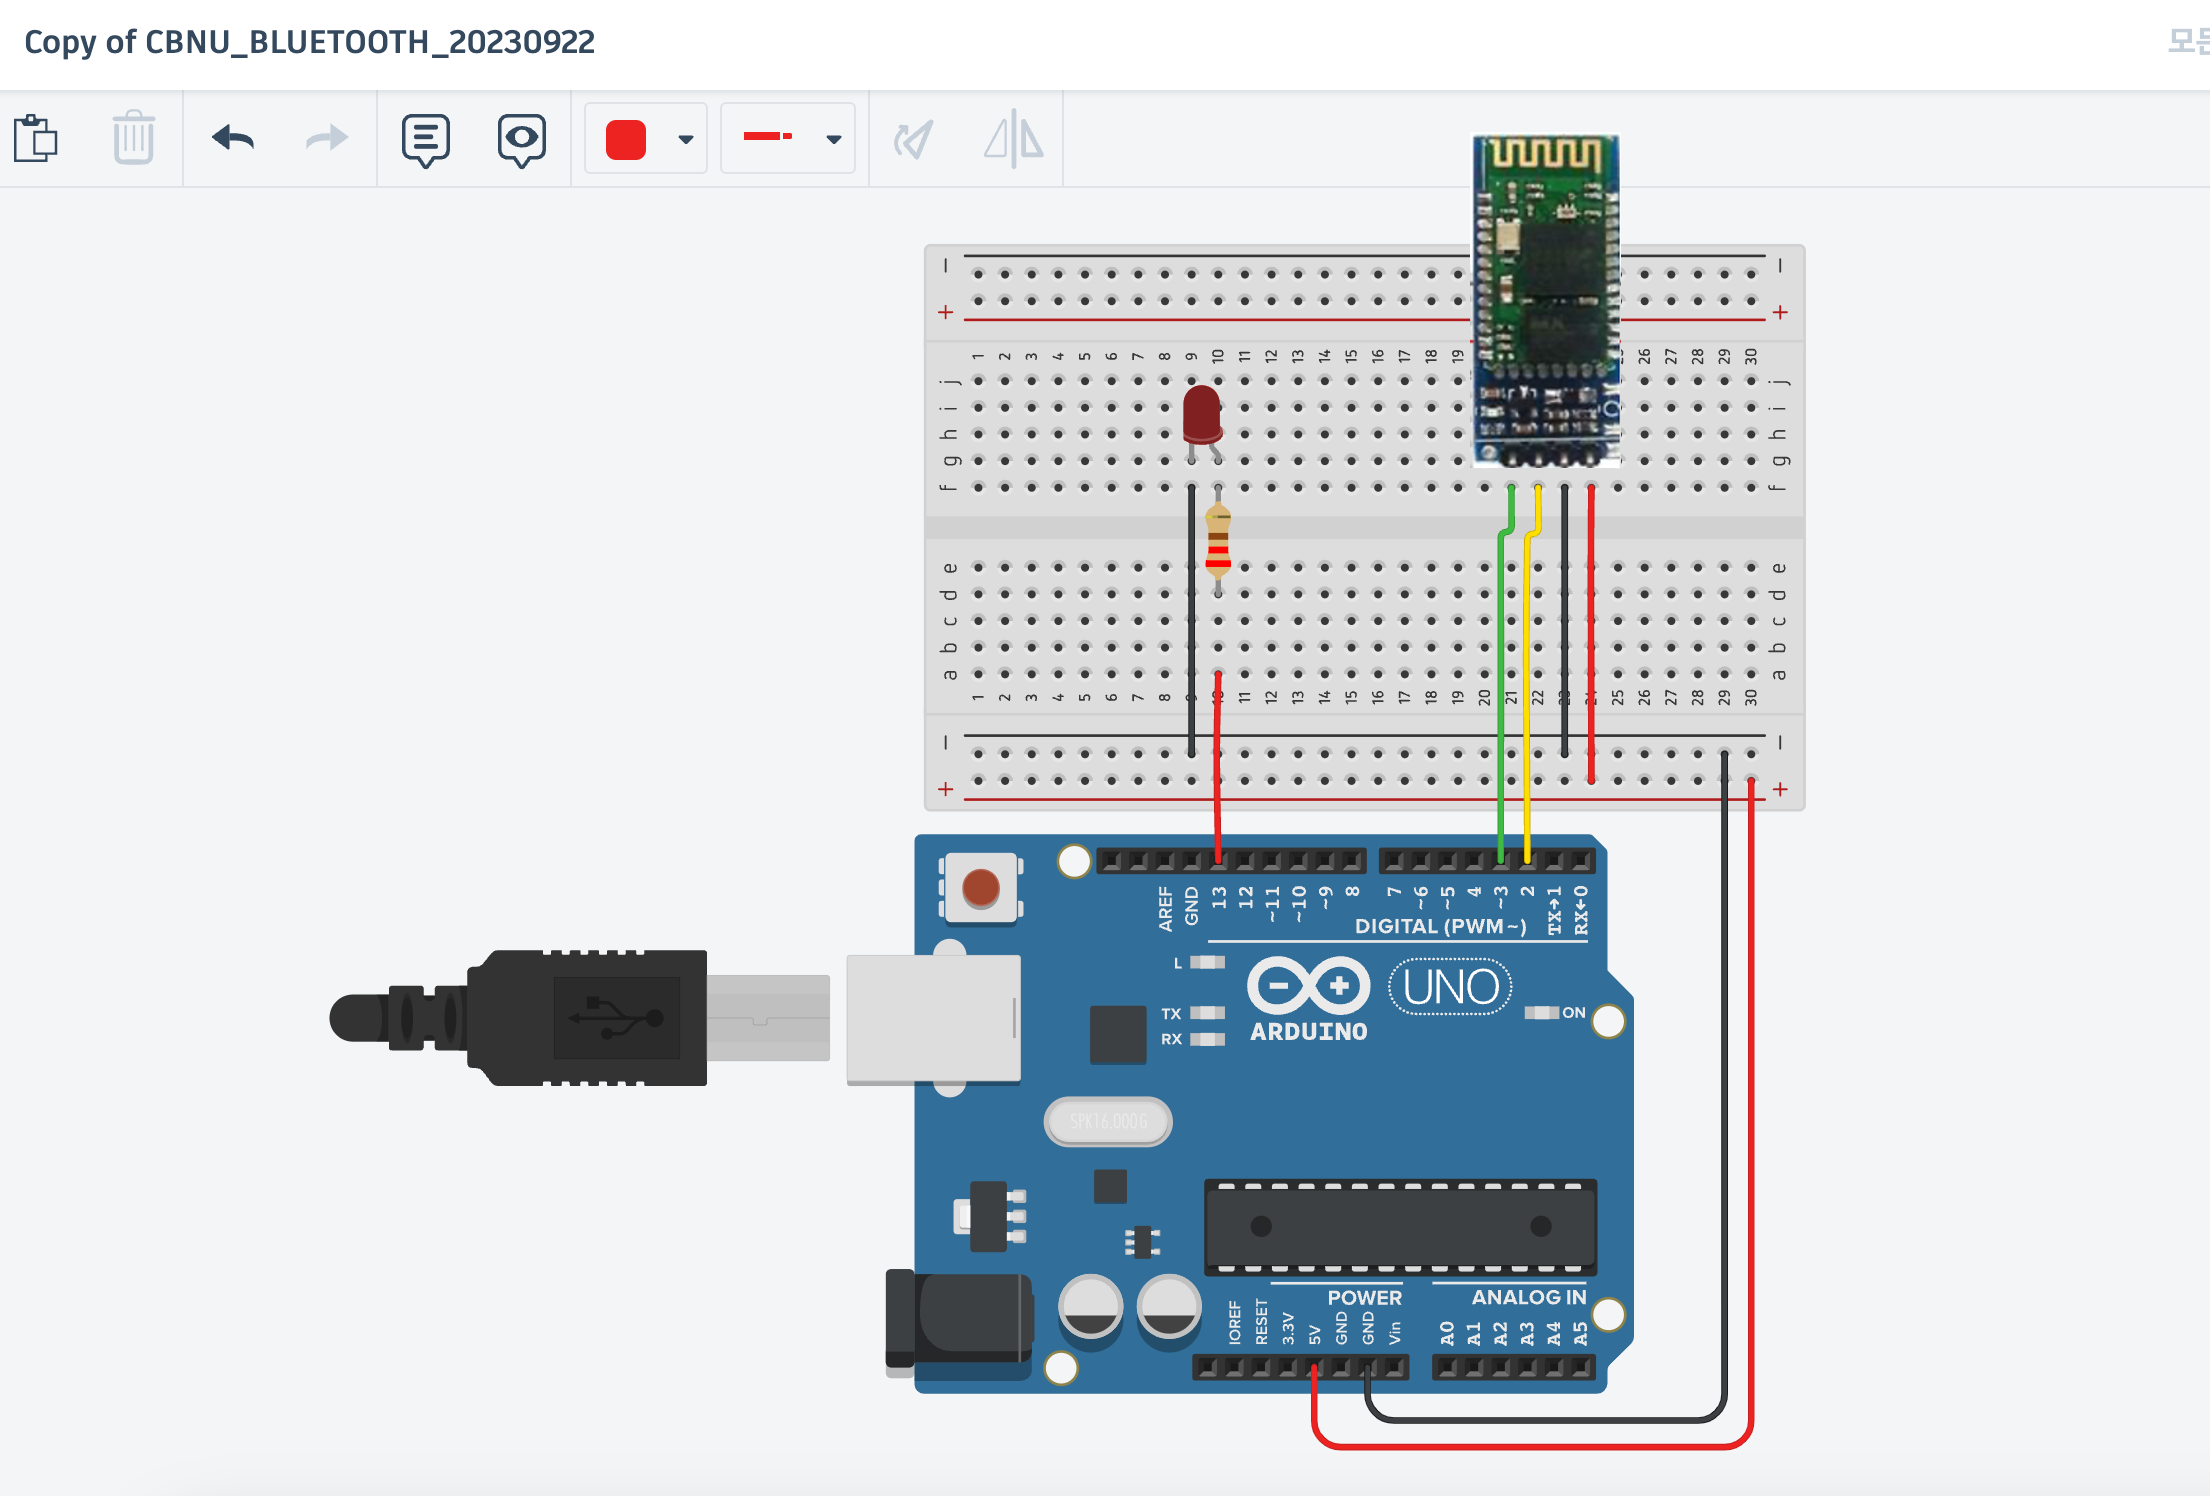 Copy of CBNU_BLUETOOTH_20230922
모든
1 2 3 4 5 6 7 8 9 10 11 12 13 14 15 16 17 18 19 26 27 28 29 30
j j
i i
h h
g g
f f
e e
d d
c c
b b
a a
1 2 3 4 5 6 7 8 9 10 11 12 13 14 15 16 17 18 19 20 21 22 23 24 25 26 27 28 29 30
AREF GND 13 12 ~11 ~10 ~9 8 7 ~6 ~5 4 ~3 2 TX→1 RX←0
DIGITAL (PWM~)
L
UNO
TX
ON
RX
ARDUINO
SPK16.000G
POWER ANALOG IN
IOREF RESET 3.3V 5V GND GND Vin A0 A1 A2 A3 A4 A5